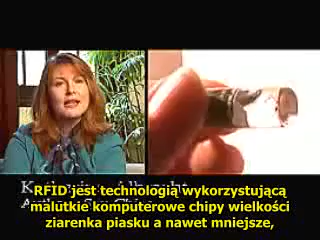 RFID jest technologią wykorzystującą
malutkie komputerowe chipy wielkości
ziarenka piasku a nawet mniejsze,